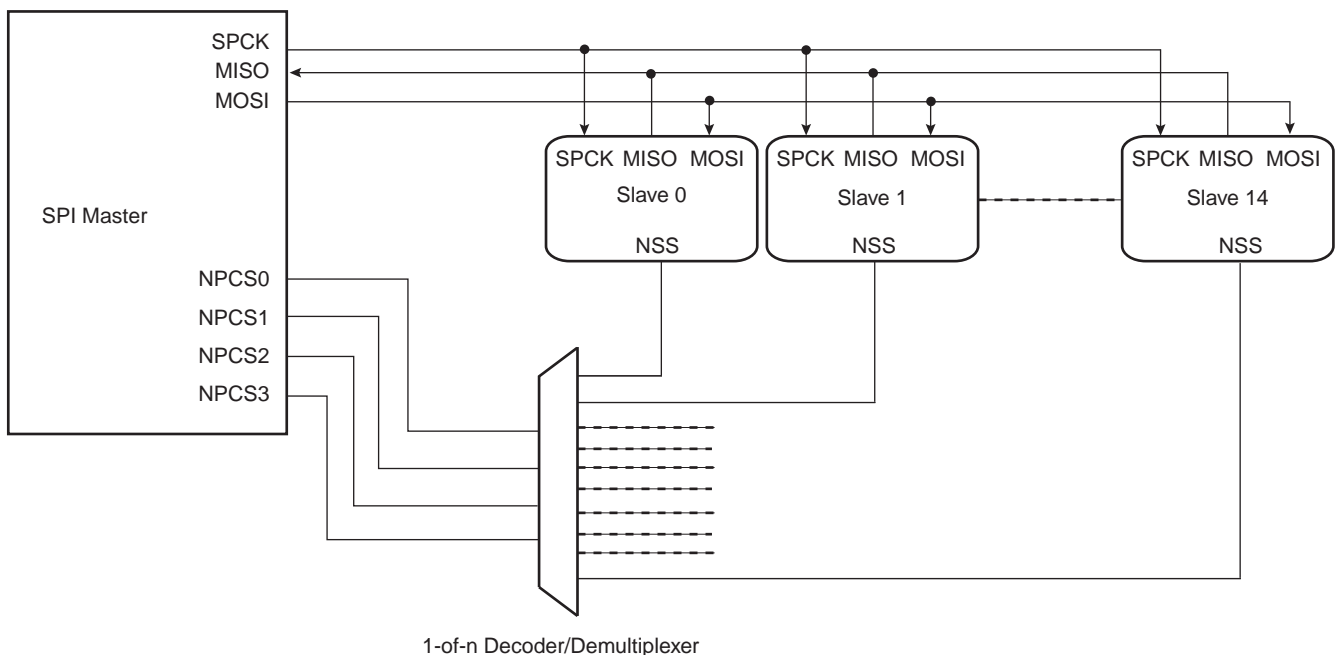 SPCK
MISO
MOSI
SPI Master
NPCS0
NPCS1
NPCS2
NPCS3
SPCK MISO MOSI
Slave 0
NSS
SPCK MISO MOSI
Slave 1
NSS
SPCK MISO MOSI
Slave 14
NSS
1-of-n Decoder/Demultiplexer